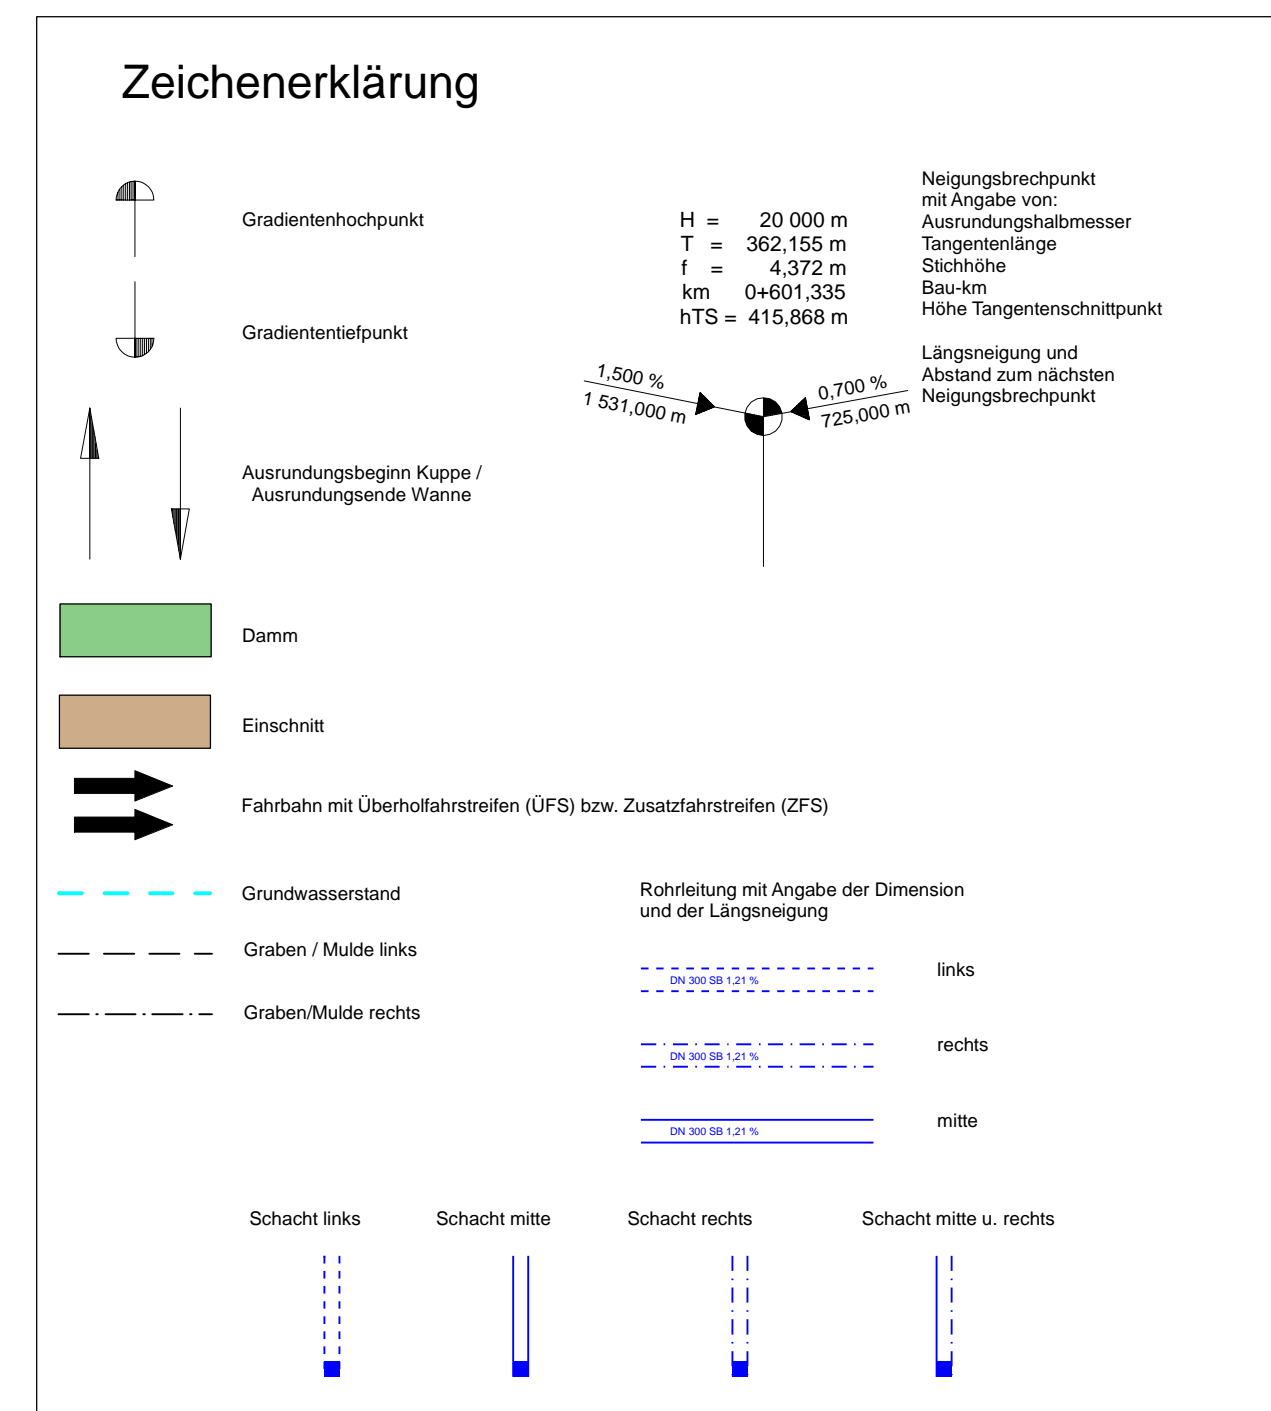 Zeichenerklärung
Gradientenhochpunkt
Gradiententiefpunkt
Ausrundungsbeginn Kuppe /
Ausrundungsende Wanne
H = 20 000 m
T = 362,155 m
f = 4,372 m
km 0+601,335
hTS = 415,868 m
Neigungsbrechpunkt
mit Angabe von:
Ausrundungshalbmesser
Tangentenlänge
Stichhöhe
Bau-km
Höhe Tangentenschnittpunkt
Längsneigung und
Abstand zum nächsten
Neigungsbrechpunkt
1,500 %
1 531,000 m
0,700 %
725,000 m
Damm
Einschnitt
Fahrbahn mit Überholfahrstreifen (ÜFS) bzw. Zusatzfahrstreifen (ZFS)
Grundwasserstand
Graben / Mulde links
Graben/Mulde rechts
Rohrleitung mit Angabe der Dimension
und der Längsneigung
DN 300 SB 1,21 %
links
DN 300 SB 1,21 %
rechts
DN 300 SB 1,21 %
mitte
Schacht links
Schacht mitte
Schacht rechts
Schacht mitte u. rechts